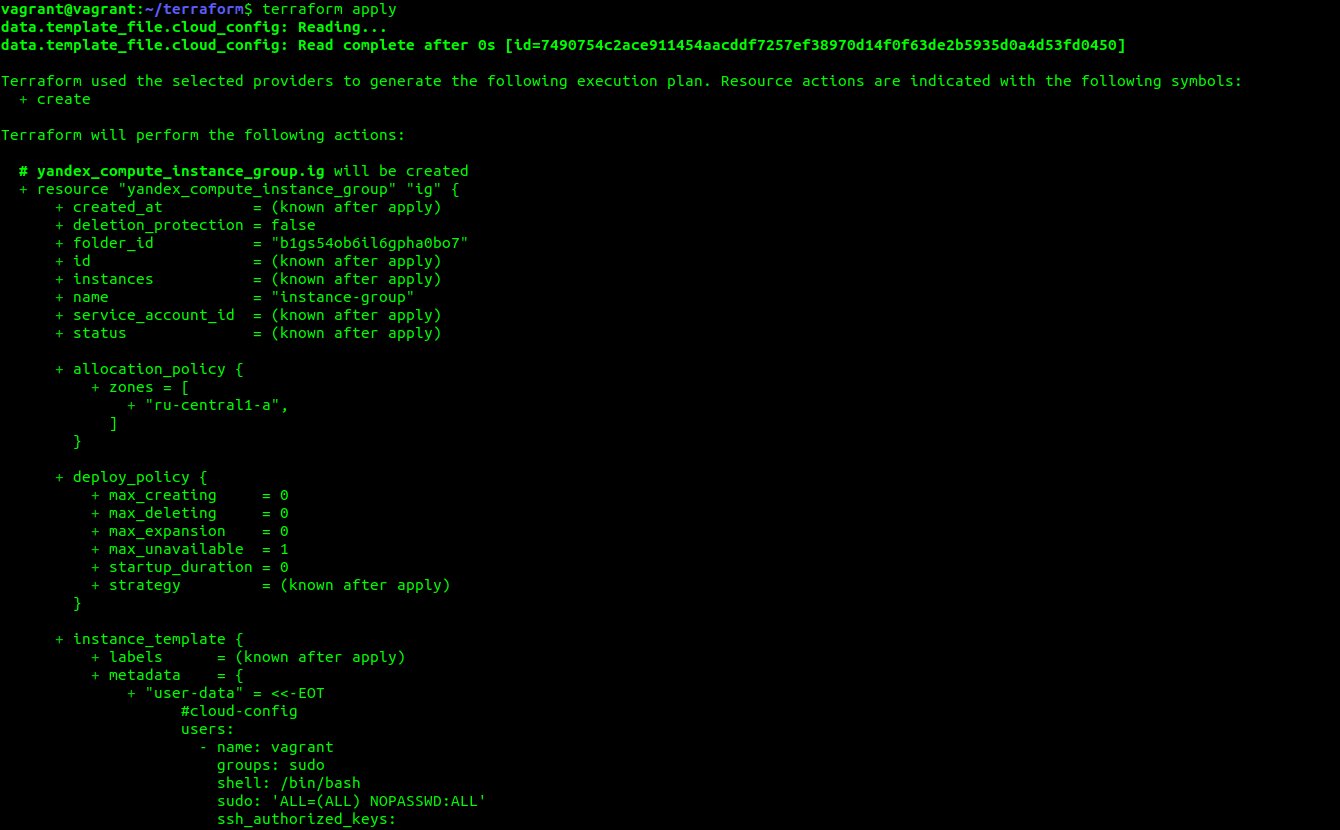 vagrant@vagrant:~/terraform$ terraform apply
data.template_file.cloud_config: Reading...
data.template_file.cloud_config: Read complete after 0s [id=7490754c2ace911454aacddf7257ef38970d14f0f63de2b5935d0a4d53fd0450]
Terraform used the selected providers to generate the following execution plan. Resource actions are indicated with the following symbols:
  + create
Terraform will perform the following actions:
  # yandex_compute_instance_group.ig will be created
  + resource "yandex_compute_instance_group" "ig" {
      + created_at          = (known after apply)
      + deletion_protection = false
      + folder_id           = "b1gs54ob6il6gpha0bo7"
      + id                  = (known after apply)
      + instances           = (known after apply)
      + name                = "instance-group"
      + service_account_id  = (known after apply)
      + status              = (known after apply)
      + allocation_policy {
          + zones = [
              + "ru-central1-a",
            ]
        }
      + deploy_policy {
          + max_creating     = 0
          + max_deleting     = 0
          + max_expansion    = 0
          + max_unavailable  = 1
          + startup_duration = 0
          + strategy         = (known after apply)
        }
      + instance_template {
          + labels      = (known after apply)
          + metadata    = {
              + "user-data" = <<-EOT
                    #cloud-config
                    users:
                      - name: vagrant
                        groups: sudo
                        shell: /bin/bash
                        sudo: 'ALL=(ALL) NOPASSWD:ALL'
                        ssh_authorized_keys: